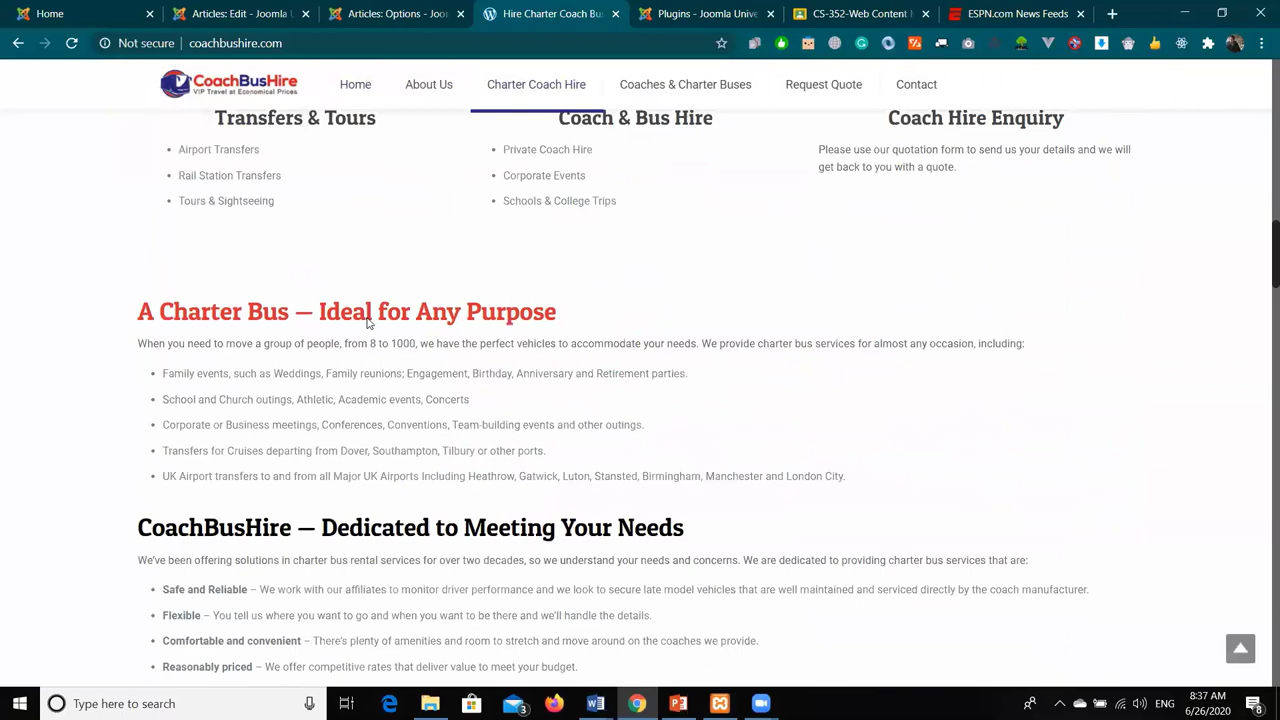 Home
Articles: Edit - Joomla
Articles: Options - Joo
Hire Charter Coach Bus
Plugins - Joomla Unive
CS-352-Web Content
ESPN.com News Feeds
Not secure
coachbushire.com
CoachBusHire
VIP Travel at Economical Prices
Home
About Us
Charter Coach Hire
Coaches & Charter Buses
Request Quote
Contact
Transfers & Tours
• Airport Transfers
• Rail Station Transfers
• Tours & Sightseeing
Coach & Bus Hire
• Private Coach Hire
• Corporate Events
• Schools & College Trips
Coach Hire Enquiry
Please use our quotation form to send us your details and we will
get back to you with a quote.
A Charter Bus — Ideal for Any Purpose
When you need to move a group of people, from 8 to 1000, we have the perfect vehicles to accommodate your needs. We provide charter bus services for almost any occasion, including:
• Family events, such as Weddings, Family reunions; Engagement, Birthday, Anniversary and Retirement parties.
• School and Church outings, Athletic, Academic events, Concerts
• Corporate or Business meetings, Conferences, Conventions, Team-building events and other outings.
• Transfers for Cruises departing from Dover, Southampton, Tilbury or other ports.
• UK Airport transfers to and from all Major UK Airports Including Heathrow, Gatwick, Luton, Stansted, Birmingham, Manchester and London City.
CoachBusHire — Dedicated to Meeting Your Needs
We've been offering solutions in charter bus rental services for over two decades, so we understand your needs and concerns. We are dedicated to providing charter bus services that are:
• Safe and Reliable – We work with our affiliates to monitor driver performance and we look to secure late model vehicles that are well maintained and serviced directly by the coach manufacturer.
• Flexible – You tell us where you want to go and when you want to be there and we'll handle the details.
• Comfortable and convenient – There's plenty of amenities and room to stretch and move around on the coaches we provide.
• Reasonably priced – We offer competitive rates that deliver value to meet your budget.
Type here to search
3
ENG
8:37 AM
6/26/2020
8